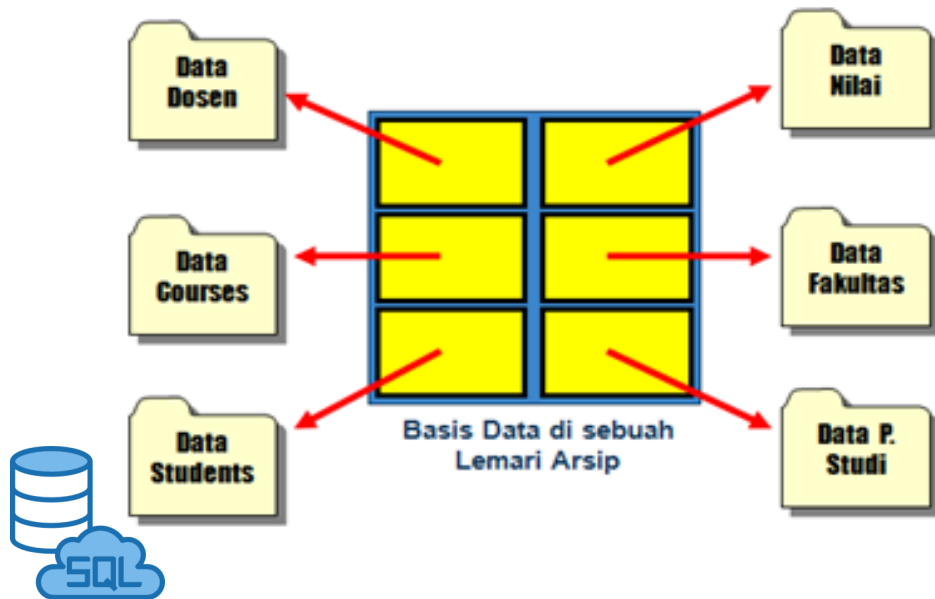 Data
Dosen
Data
Nilai
Data
Courses
Data
Fakultas
Data
Students
Data P.
Studi
Basis Data di sebuah
Lemari Arsip
SQL